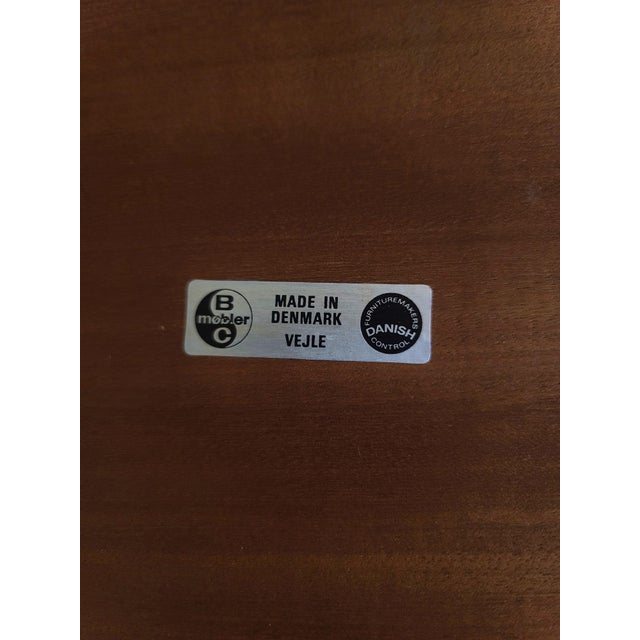 B
møbler
C
MADE IN
DENMARK
VEJLE
FURNITUREMAKERS
DANISH
CONTROL